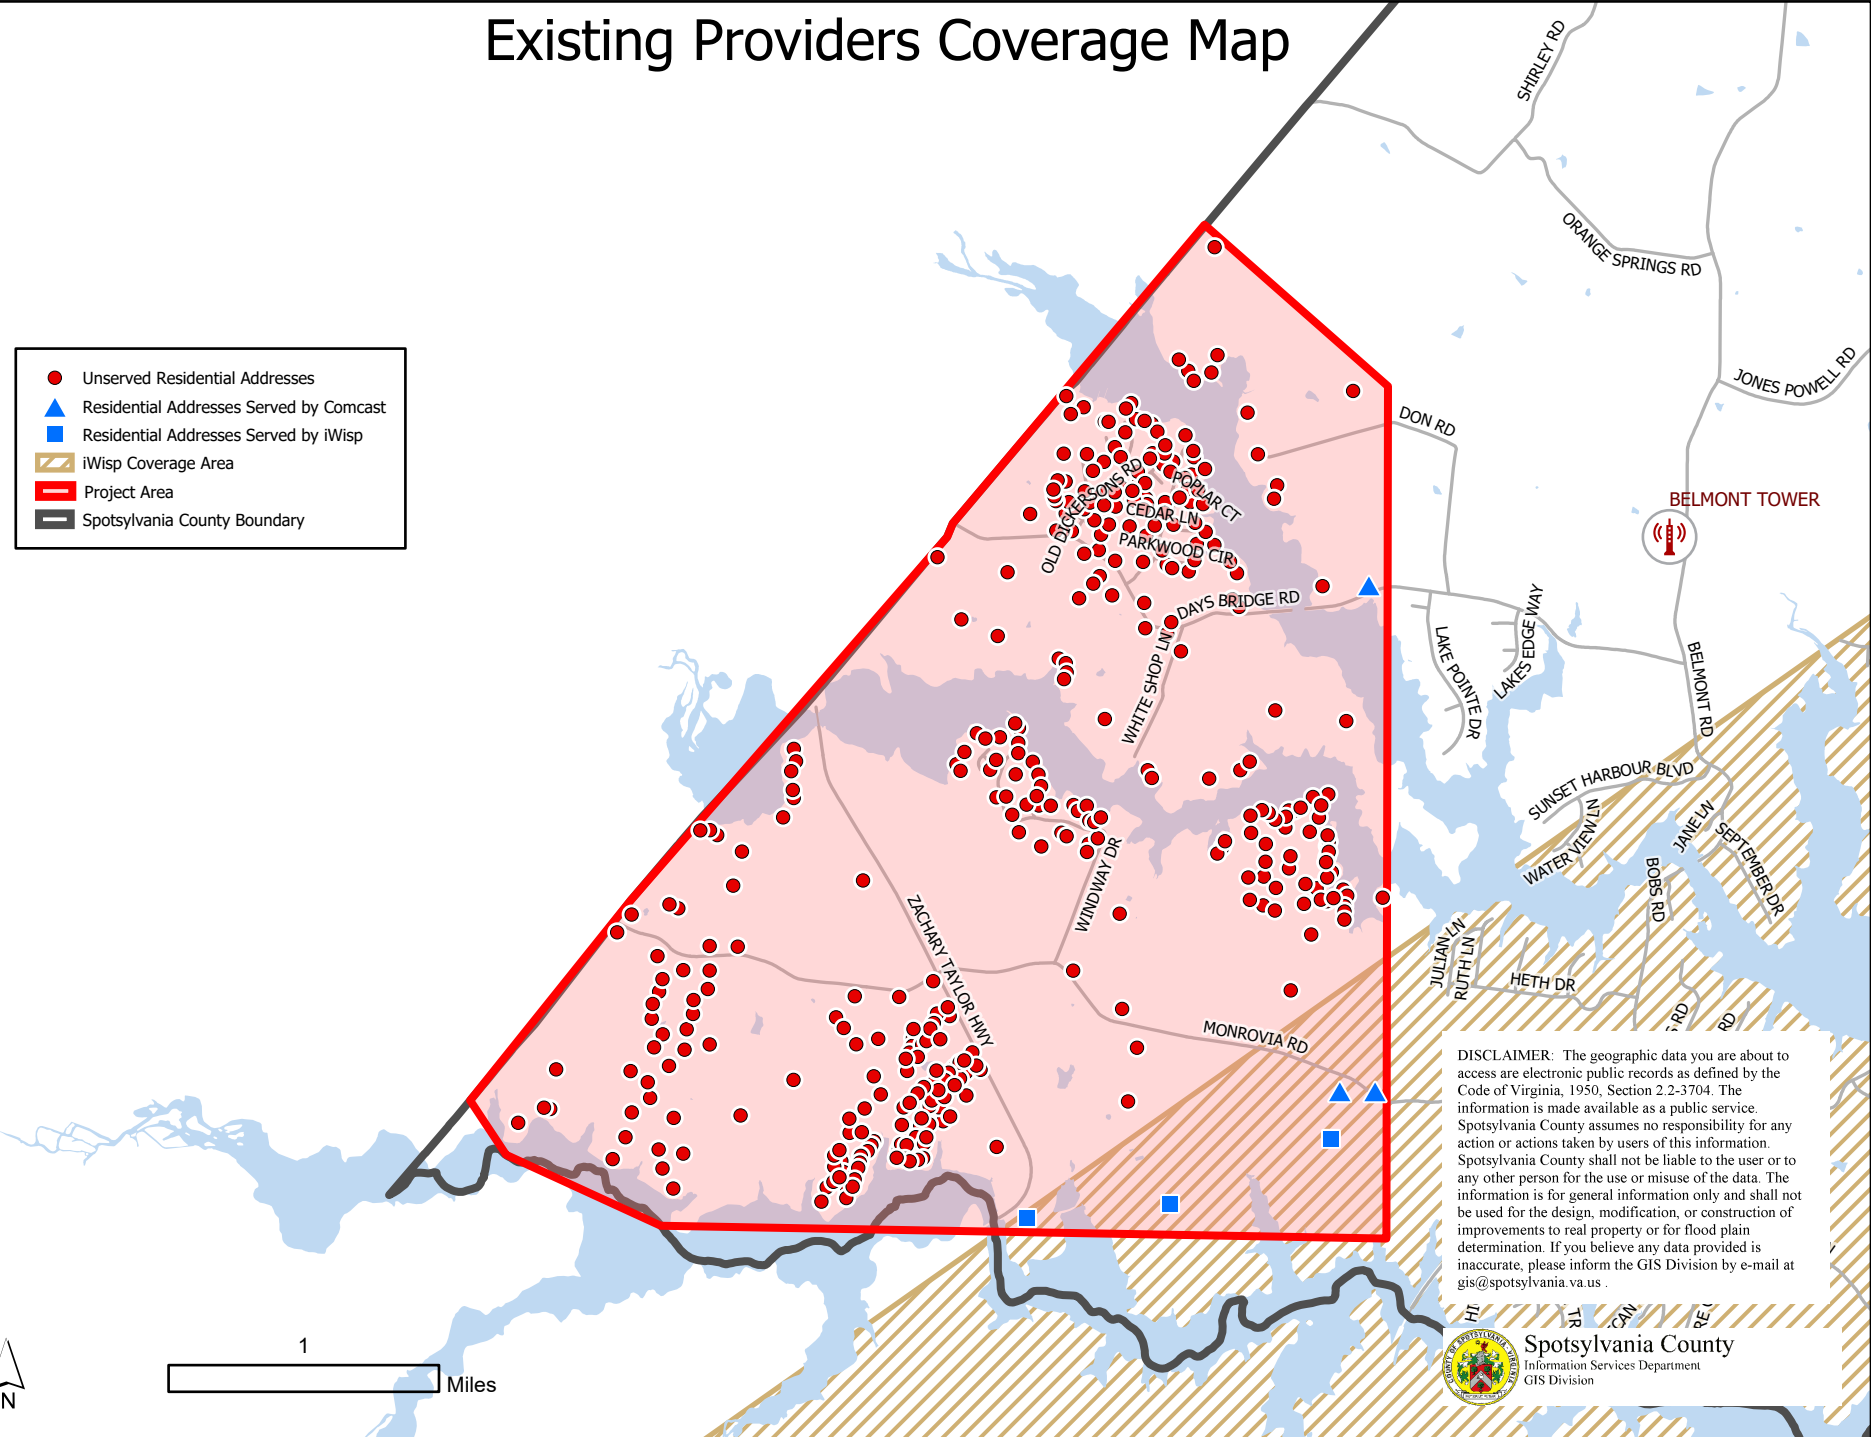 Existing Providers Coverage Map
SHIRLEY RD
ORANGE SPRINGS RD
JONES POWELL RD
Unserved Residential Addresses
Residential Addresses Served by Comcast
Residential Addresses Served by iWisp
iWisp Coverage Area
Project Area
Spotsylvania County Boundary
DON RD
BELMONT TOWER
OLD DICKERSONS RD
POPLAR CT
CEDAR LN
PARKWOOD CIR
DAYS BRIDGE RD
WHITE SHOP LN
LAKE POINTE DR
LAKES EDGE WAY
BELMONT RD
SUNSET HARBOUR BLVD
WATER VIEW LN
JANE LN
SEPTEMBER DR
BOBS RD
WINDWAY DR
ZACHARY TAYLOR HWY
JULIAN LN
RUTH LN
HETH DR
S RD
RD
MONROVIA RD
DISCLAIMER: The geographic data you are about to
access are electronic public records as defined by the
Code of Virginia, 1950, Section 2.2-3704. The
information is made available as a public service.
Spotsylvania County assumes no responsibility for any
action or actions taken by users of this information.
Spotsylvania County shall not be liable to the user or to
any other person for the use or misuse of the data. The
information is for general information only and shall not
be used for the design, modification, or construction of
improvements to real property or for flood plain
determination. If you believe any data provided is
inaccurate, please inform the GIS Division by e-mail at
gis@spotsylvania.va.us .
HI
TR
CAN
RE
Spotsylvania County
Information Services Department
GIS Division
1
Miles
N